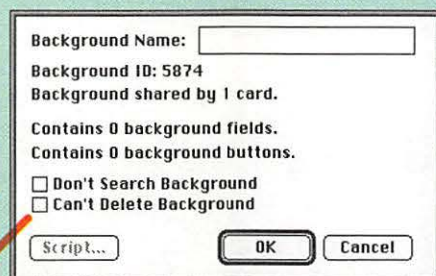 Background Name:
Background ID: 5874
Background shared by 1 card.
Contains 0 background fields.
Contains 0 background buttons.
Don't Search Background
Can't Delete Background
Script... OK Cancel